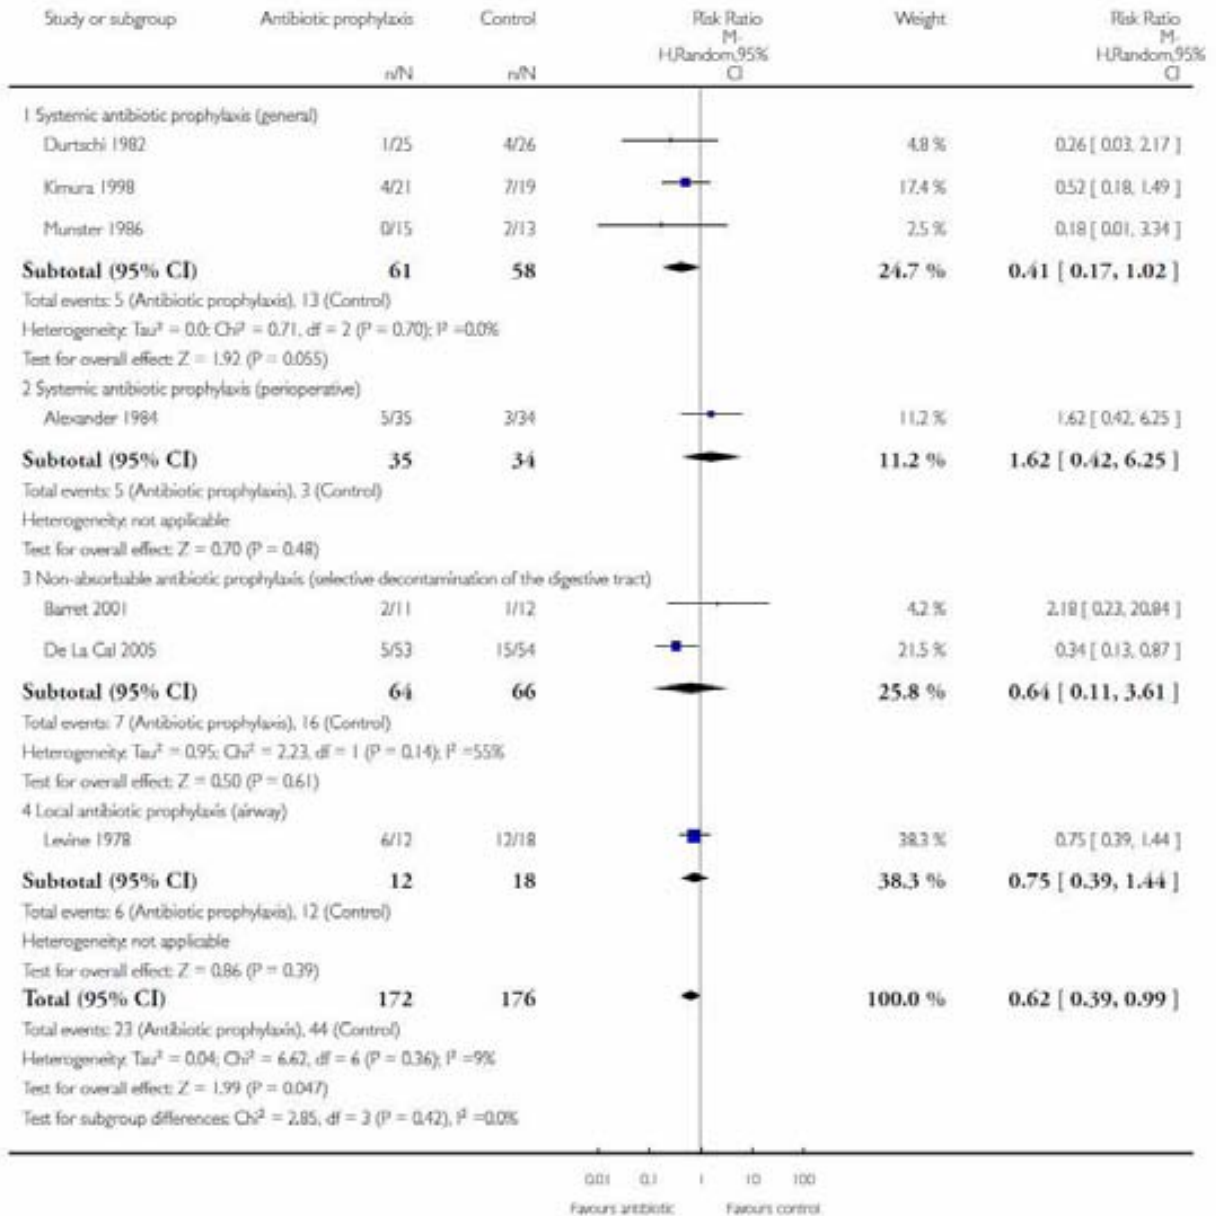 Study or subgroup Antibiotic prophylaxis Control Risk Ratio Weight Risk Ratio
M- M-
H,Random,95% H,Random,95%
n/N n/N CI CI
1 Systemic antibiotic prophylaxis (general)
Durtschi 1982 1/25 4/26 4.8 % 0.26 [ 0.03, 2.17 ]
Kimura 1998 4/21 7/19 17.4 % 0.52 [ 0.18, 1.49 ]
Munster 1986 0/15 2/13 2.5 % 0.18 [ 0.01, 3.34 ]
Subtotal (95% CI) 61 58 24.7 % 0.41 [ 0.17, 1.02 ]
Total events: 5 (Antibiotic prophylaxis), 13 (Control)
Heterogeneity: Tau² = 0.0; Chi² = 0.71, df = 2 (P = 0.70); I² =0.0%
Test for overall effect: Z = 1.92 (P = 0.055)
2 Systemic antibiotic prophylaxis (perioperative)
Alexander 1984 5/35 3/34 11.2 % 1.62 [ 0.42, 6.25 ]
Subtotal (95% CI) 35 34 11.2 % 1.62 [ 0.42, 6.25 ]
Total events: 5 (Antibiotic prophylaxis), 3 (Control)
Heterogeneity: not applicable
Test for overall effect: Z = 0.70 (P = 0.48)
3 Non-absorbable antibiotic prophylaxis (selective decontamination of the digestive tract)
Barret 2001 2/11 1/12 4.2 % 2.18 [ 0.23, 20.84 ]
De La Cal 2005 5/53 15/54 21.5 % 0.34 [ 0.13, 0.87 ]
Subtotal (95% CI) 64 66 25.8 % 0.64 [ 0.11, 3.61 ]
Total events: 7 (Antibiotic prophylaxis), 16 (Control)
Heterogeneity: Tau² = 0.95; Chi² = 2.23, df = 1 (P = 0.14); I² =55%
Test for overall effect: Z = 0.50 (P = 0.61)
4 Local antibiotic prophylaxis (airway)
Levine 1978 6/12 12/18 38.3 % 0.75 [ 0.39, 1.44 ]
Subtotal (95% CI) 12 18 38.3 % 0.75 [ 0.39, 1.44 ]
Total events: 6 (Antibiotic prophylaxis), 12 (Control)
Heterogeneity: not applicable
Test for overall effect: Z = 0.86 (P = 0.39)
Total (95% CI) 172 176 100.0 % 0.62 [ 0.39, 0.99 ]
Total events: 23 (Antibiotic prophylaxis), 44 (Control)
Heterogeneity: Tau² = 0.04; Chi² = 6.62, df = 6 (P = 0.36); I² =9%
Test for overall effect: Z = 1.99 (P = 0.047)
Test for subgroup differences: Chi² = 2.85, df = 3 (P = 0.42), I² =0.0%
0.01 0.1 1 10 100
Favours antibiotic Favours control